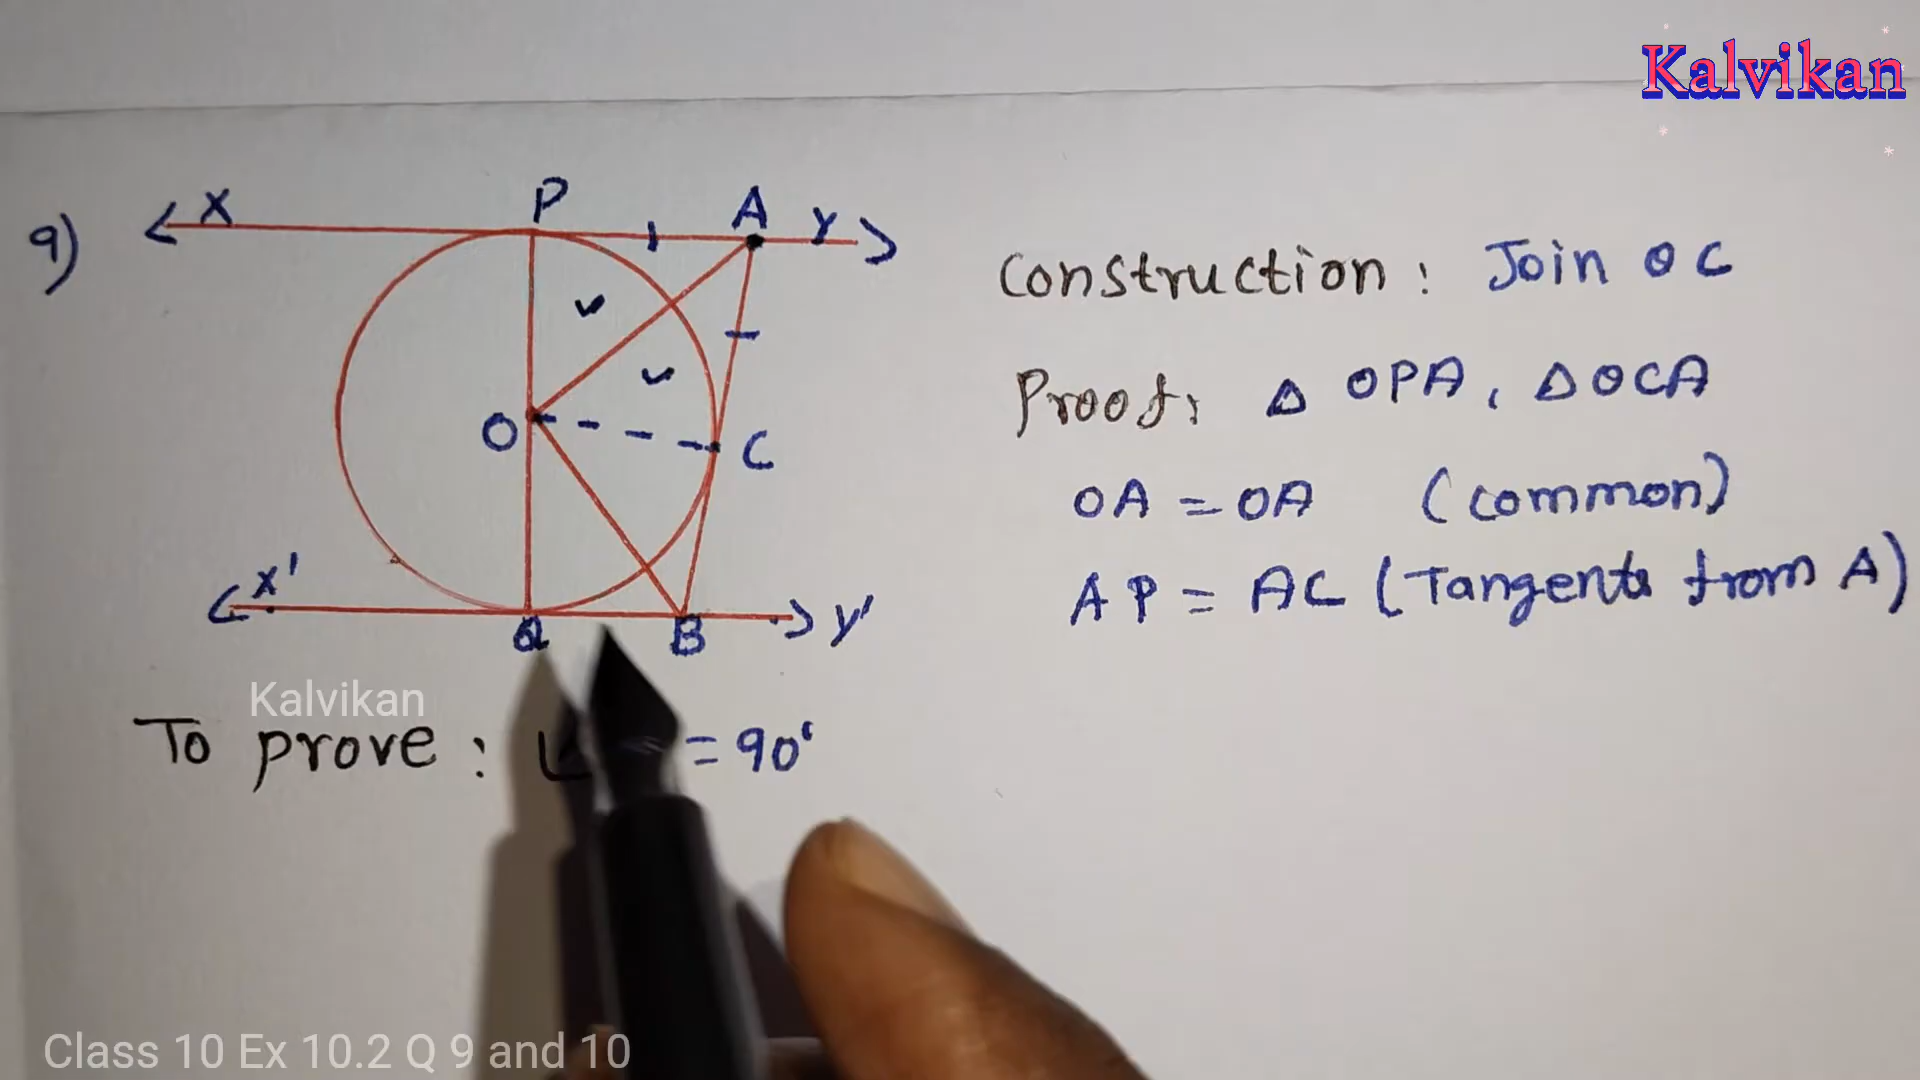 Kalvikan
9)
X P A Y
O C
X' Q B Y'
Construction: Join OC
Proof: Δ OPA, ΔOCA
OA = OA (common)
AP = AC (Tangents from A)
Kalvikan
To prove: = 90°
Class 10 Ex 10.2 Q 9 and 10